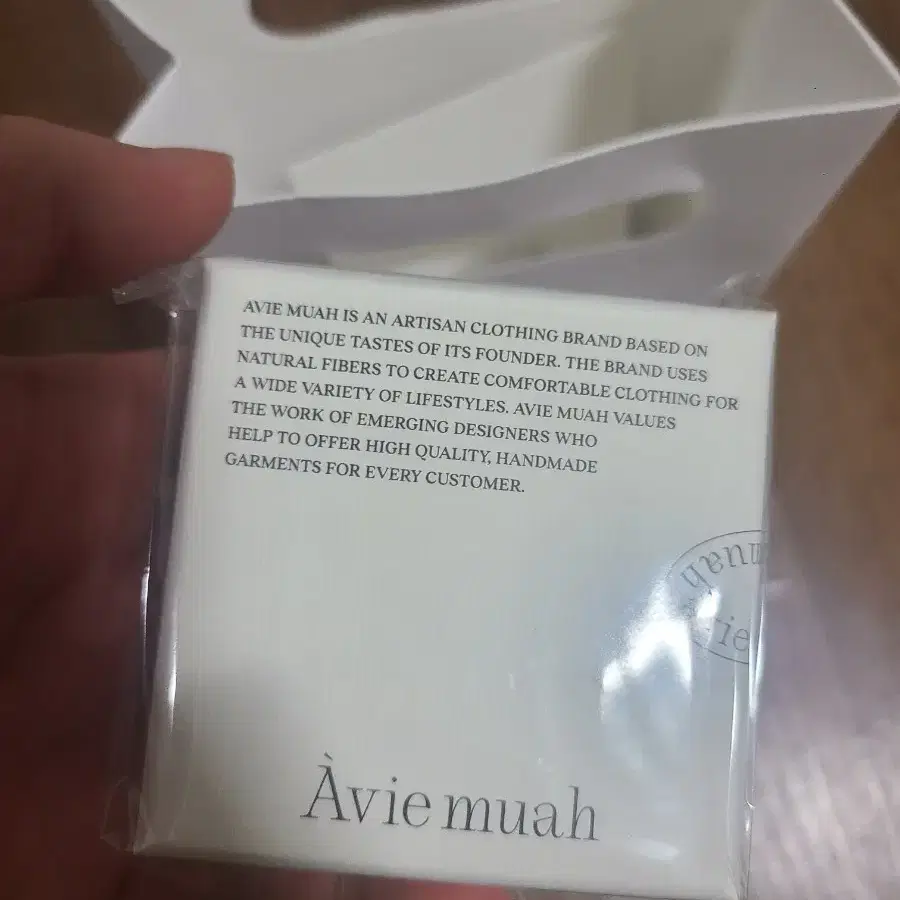 AVIE MUAH IS AN ARTISAN CLOTHING BRAND BASED ON
THE UNIQUE TASTES OF ITS FOUNDER. THE BRAND USES
NATURAL FIBERS TO CREATE COMFORTABLE CLOTHING FOR
A WIDE VARIETY OF LIFESTYLES. AVIE MUAH VALUES
THE WORK OF EMERGING DESIGNERS WHO
HELP TO OFFER HIGH QUALITY, HANDMADE
GARMENTS FOR EVERY CUSTOMER.
Àvie muah